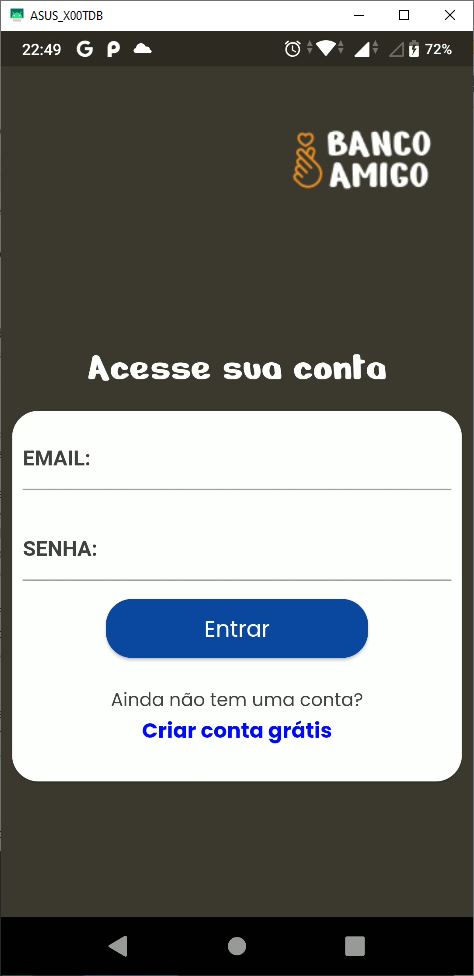 ASUS_X00TDB
22:49
72%
BANCO
AMIGO
Acesse sua conta
EMAIL:
SENHA:
Entrar
Ainda não tem uma conta?
Criar conta grátis